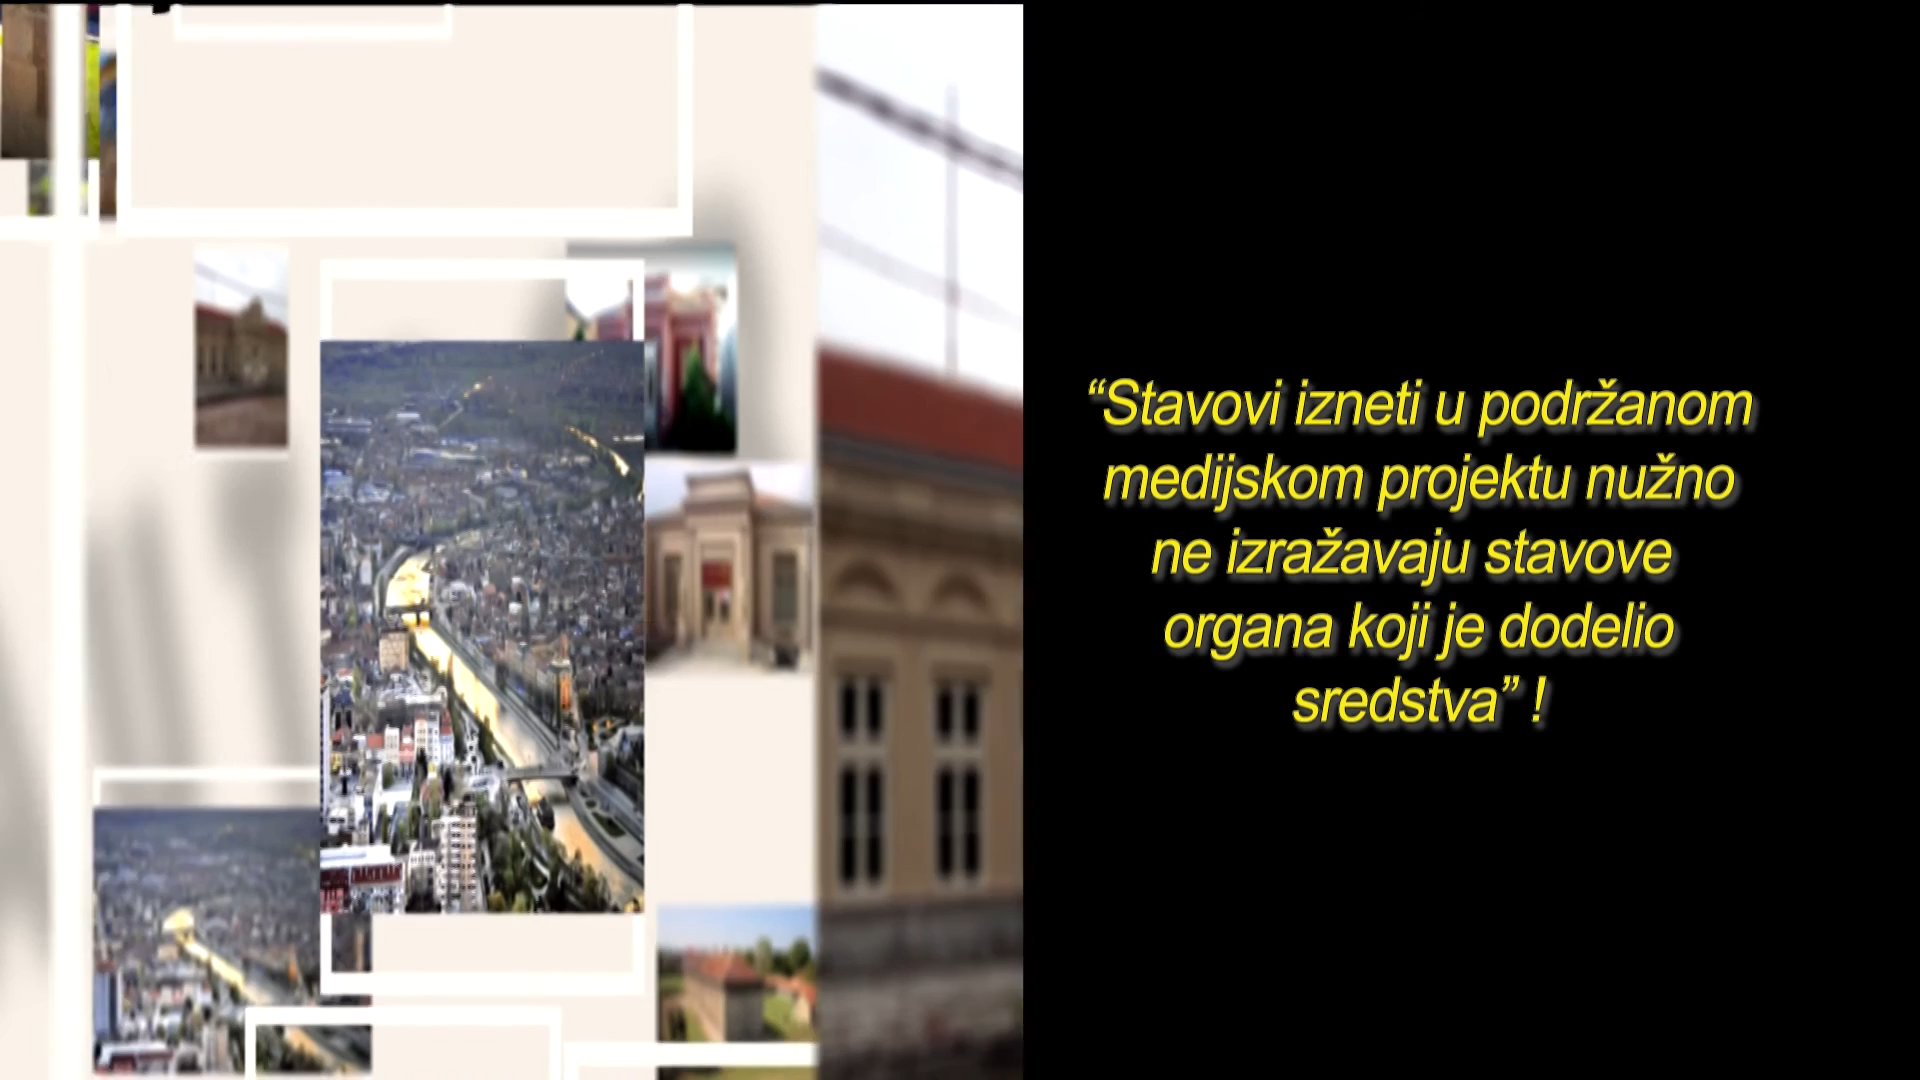 “Stavovi izneti u podržanom
medijskom projektu nužno
ne izražavaju stavove
organa koji je dodelio
sredstva” !